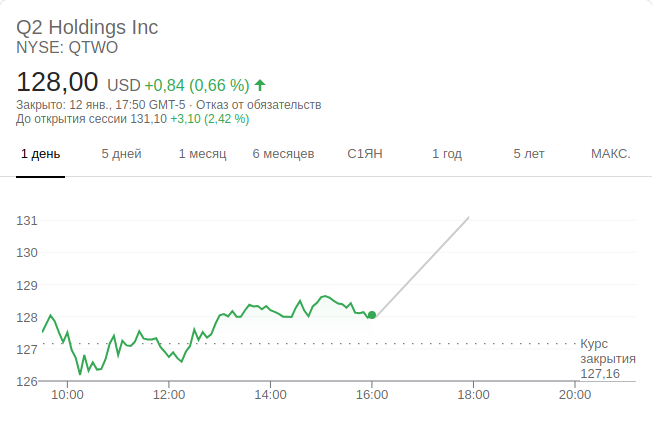 Q2 Holdings Inc
NYSE: QTWO
128,00 USD +0,84 (0,66 %)
Закрыто: 12 янв., 17:50 GMT-5 · Отказ от обязательств
До открытия сессии 131,10 +3,10 (2,42 %)
1 день 5 дней 1 месяц 6 месяцев С1ЯН 1 год 5 лет МАКС.
131
130
129
128
127
126
Курс
закрытия
127,16
10:00 12:00 14:00 16:00 18:00 20:00